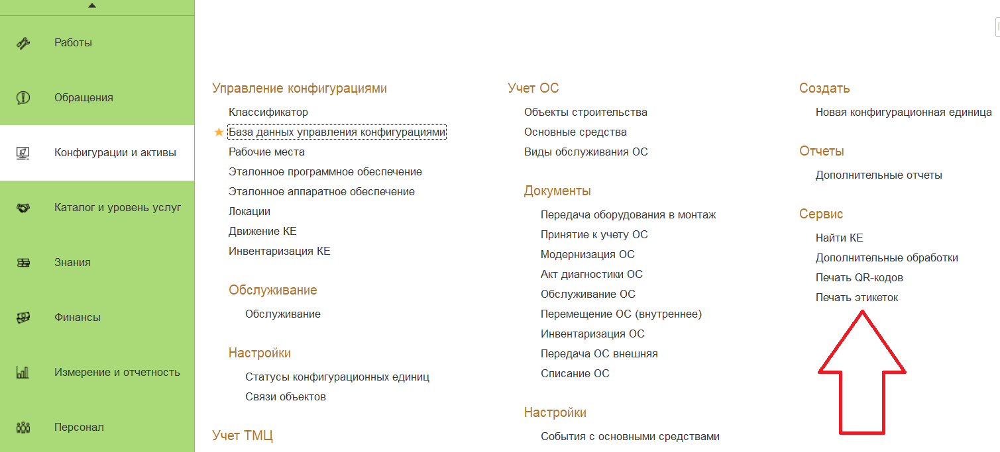 Работы
Обращения
Конфигурации и активы
Каталог и уровень услуг
Знания
Финансы
Измерение и отчетность
Персонал
Управление конфигурациями
Классификатор
База данных управления конфигурациями
Рабочие места
Эталонное программное обеспечение
Эталонное аппаратное обеспечение
Локации
Движение КЕ
Инвентаризация КЕ
Обслуживание
Обслуживание
Настройки
Статусы конфигурационных единиц
Связи объектов
Учет ТМЦ
Учет ОС
Объекты строительства
Основные средства
Виды обслуживания ОС
Документы
Передача оборудования в монтаж
Принятие к учету ОС
Модернизация ОС
Акт диагностики ОС
Обслуживание ОС
Перемещение ОС (внутреннее)
Инвентаризация ОС
Передача ОС внешняя
Списание ОС
Настройки
События с основными средствами
Создать
Новая конфигурационная единица
Отчеты
Дополнительные отчеты
Сервис
Найти КЕ
Дополнительные обработки
Печать QR-кодов
Печать этикеток